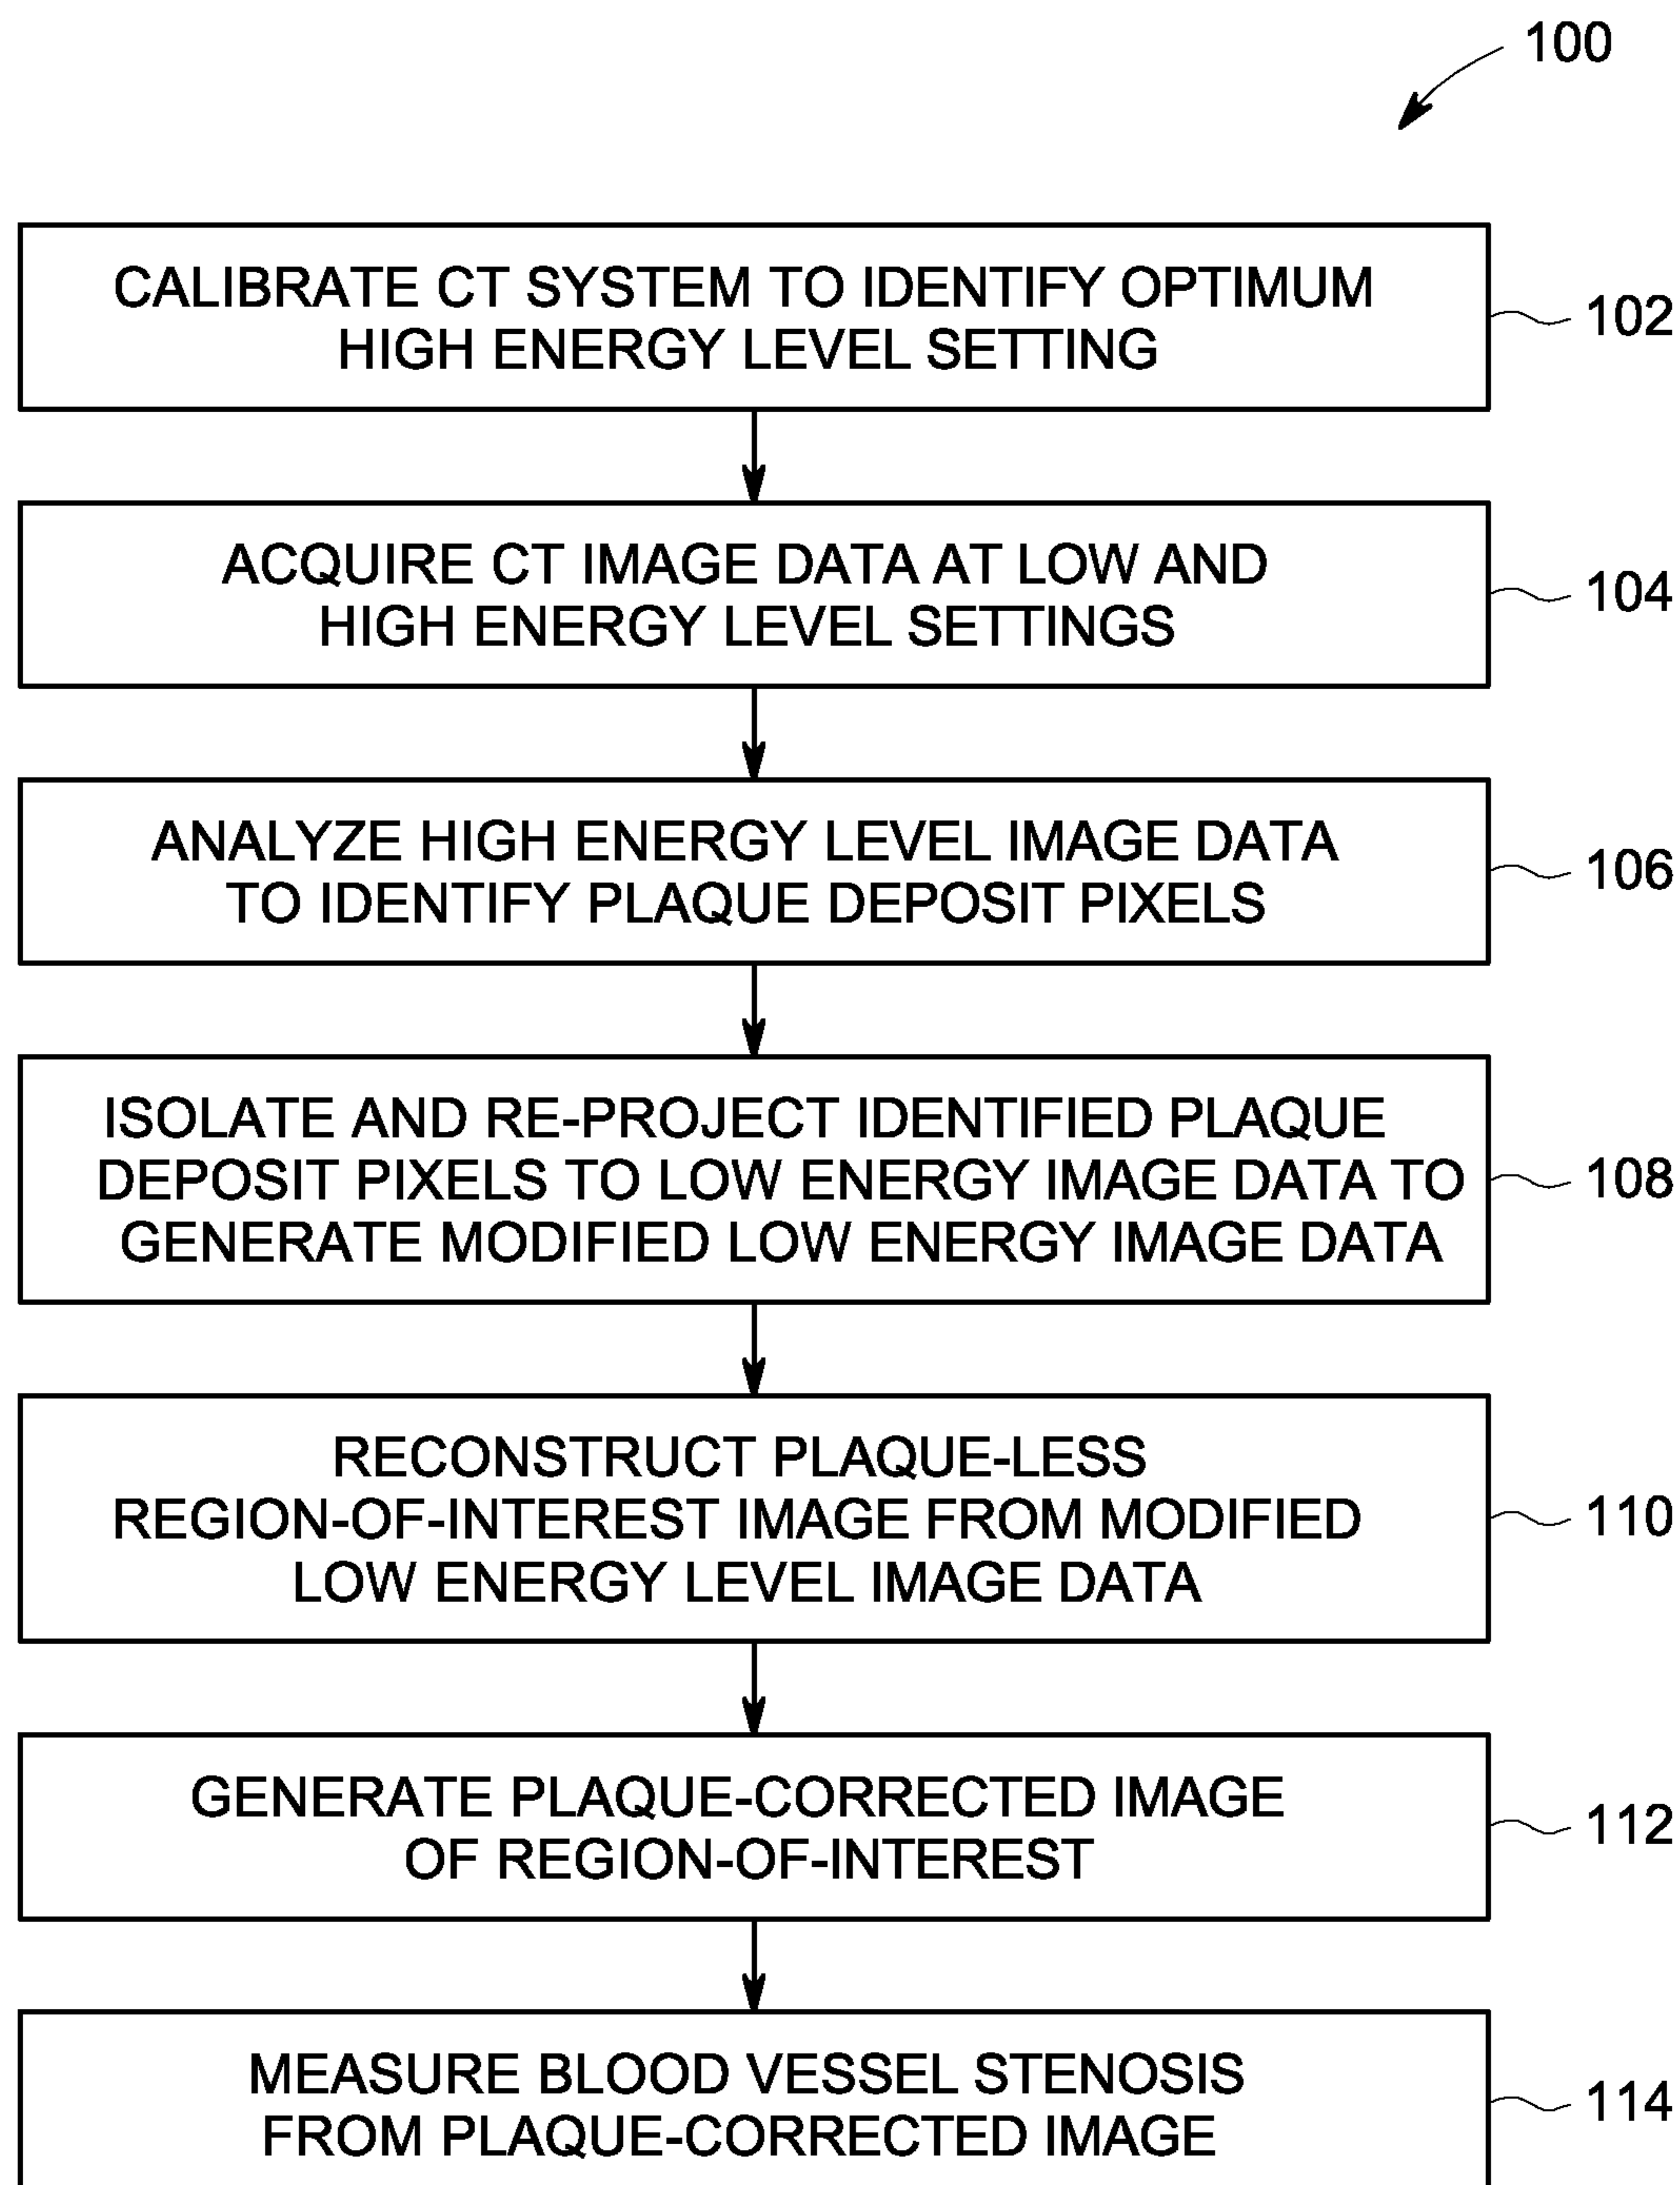 100
CALIBRATE CT SYSTEM TO IDENTIFY OPTIMUM
HIGH ENERGY LEVEL SETTING
102
ACQUIRE CT IMAGE DATA AT LOW AND
HIGH ENERGY LEVEL SETTINGS
104
ANALYZE HIGH ENERGY LEVEL IMAGE DATA
TO IDENTIFY PLAQUE DEPOSIT PIXELS
106
ISOLATE AND RE-PROJECT IDENTIFIED PLAQUE
DEPOSIT PIXELS TO LOW ENERGY IMAGE DATA TO
GENERATE MODIFIED LOW ENERGY IMAGE DATA
108
RECONSTRUCT PLAQUE-LESS
REGION-OF-INTEREST IMAGE FROM MODIFIED
LOW ENERGY LEVEL IMAGE DATA
110
GENERATE PLAQUE-CORRECTED IMAGE
OF REGION-OF-INTEREST
112
MEASURE BLOOD VESSEL STENOSIS
FROM PLAQUE-CORRECTED IMAGE
114